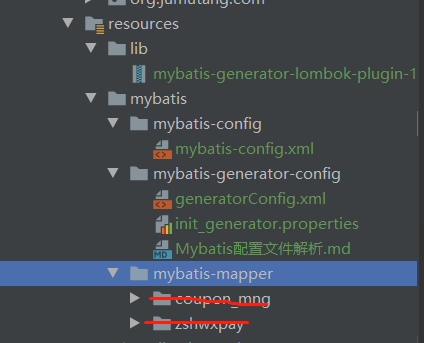 org.jumutang.com
resources
lib
mybatis-generator-lombok-plugin-1
mybatis
mybatis-config
mybatis-config.xml
mybatis-generator-config
generatorConfig.xml
init_generator.properties
Mybatis配置文件解析.md
mybatis-mapper
coupon_mng
zshwxpay